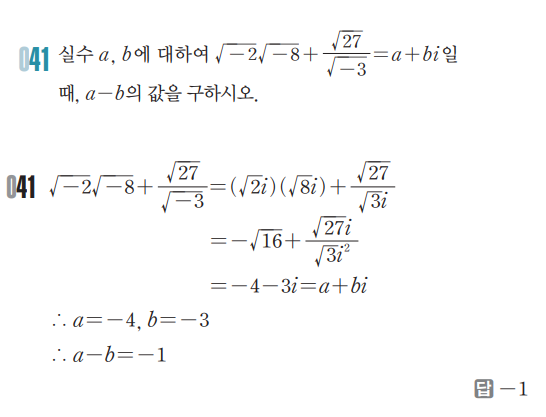 041 실수 a, b에 대하여 √-2√-8+√27/√-3=a+bi일
때, a-b의 값을 구하시오.
041 √-2√-8+√27/√-3=(√2i)(√8i)+√27/√3i
=-√16+√27i/√3i²
=-4-3i=a+bi
∴ a=-4, b=-3
∴ a-b=-1
답 -1